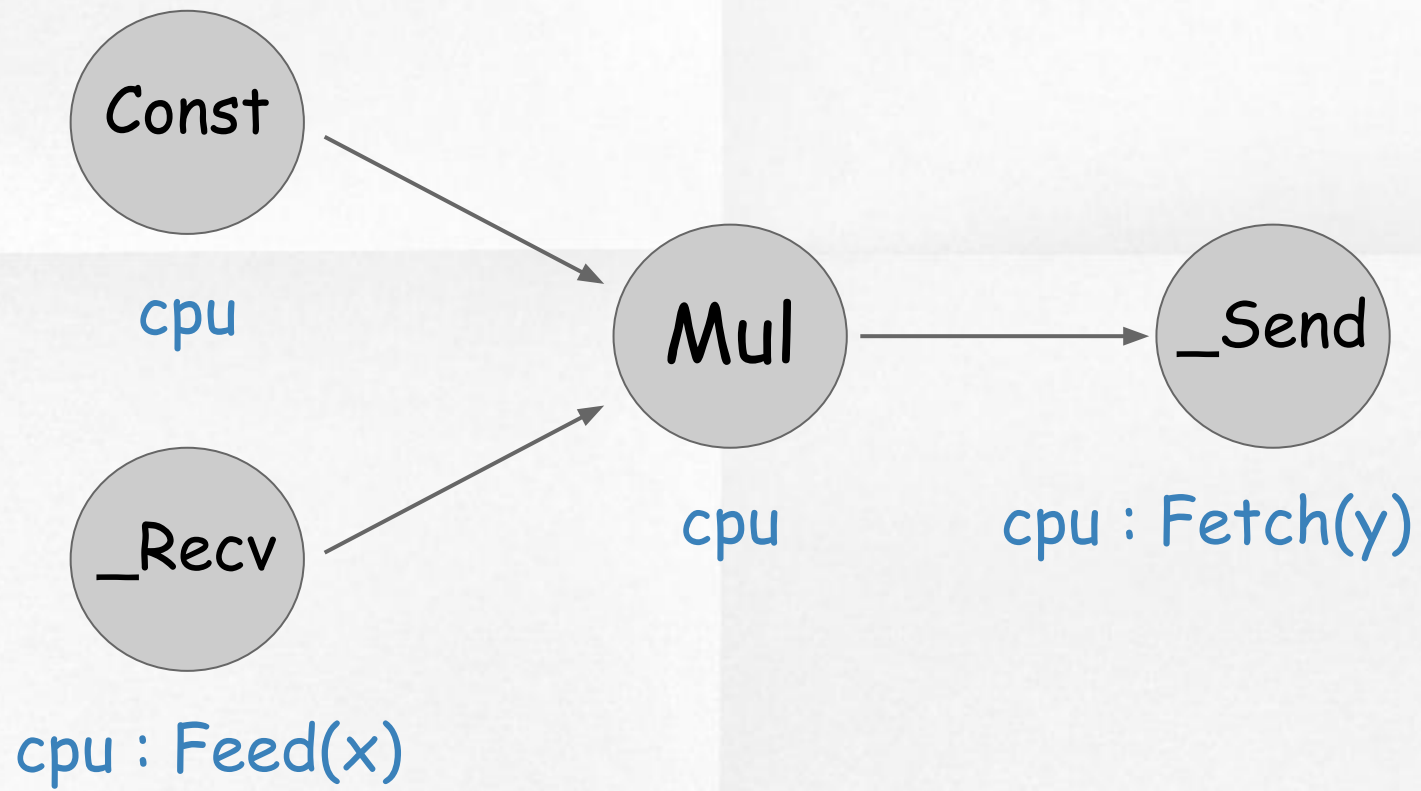 Const
cpu
_Recv
cpu : Feed(x)
Mul
cpu
_Send
cpu : Fetch(y)